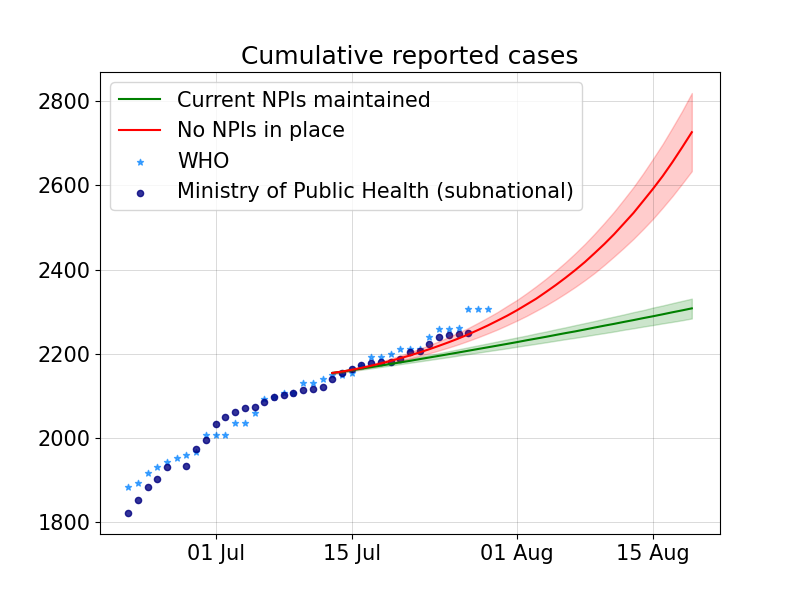 Cumulative reported cases
Current NPIs maintained
No NPIs in place
WHO
Ministry of Public Health (subnational)
2800
2600
2400
2200
2000
1800
01 Jul
15 Jul
01 Aug
15 Aug